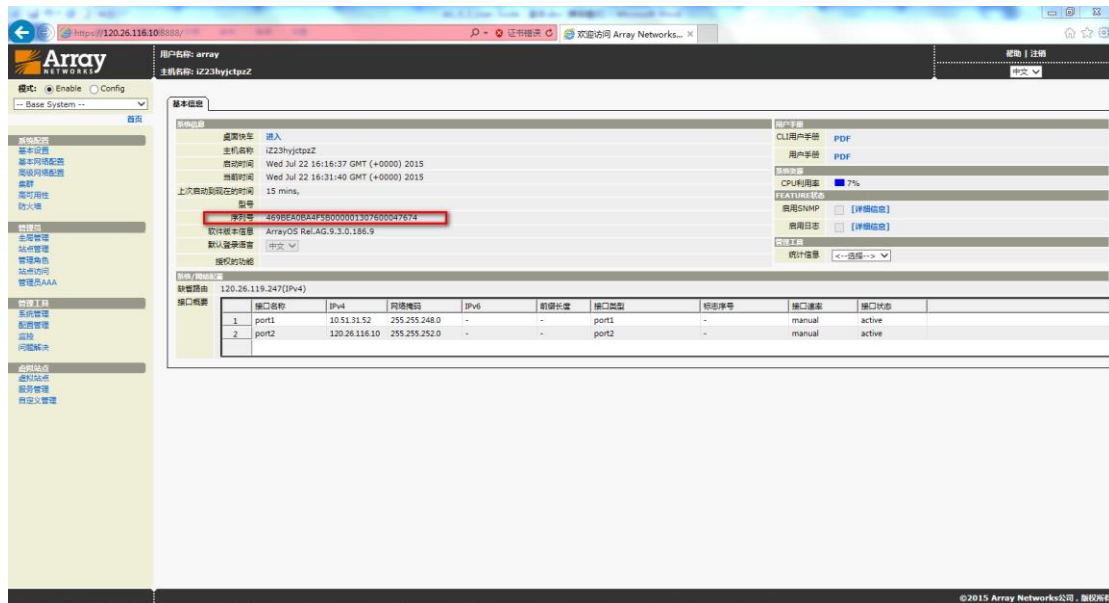 https://120.26.116.10:8888/
证书错误
欢迎访问 Array Networks...
Array
NETWORKS
用户名称: array
主机名称: iZ23hyjctpzZ
帮助 | 注销
中文
模式: Enable Config
-- Base System --
首页
系统配置
基本设置
基本网络配置
高级网络配置
集群
高可用性
防火墙
管理员
全局管理
站点管理
管理角色
站点访问
管理员AAA
管理工具
系统管理
配置管理
监控
问题解决
虚拟站点
虚拟站点
服务管理
自定义管理
基本信息
系统信息
桌面快车 进入
主机名称 iZ23hyjctpzZ
启动时间 Wed Jul 22 16:16:37 GMT (+0000) 2015
当前时间 Wed Jul 22 16:31:40 GMT (+0000) 2015
上次启动到现在的时间 15 mins,
型号
序列号 469BEA0BA4F5B000001307600047674
软件版本信息 ArrayOS Rel.AG.9.3.0.186.9
默认登录语言 中文
授权的功能
用户手册
CLI用户手册 PDF
用户手册 PDF
系统资源
CPU利用率 7%
FEATURE状态
启用SNMP [详细信息]
启用日志 [详细信息]
管理工具
统计信息 <--选择-->
系统/网络配置
缺省路由 120.26.119.247(IPv4)
接口概要
接口名称 IPv4 网络掩码 IPv6 前缀长度 接口类型 标志序号 接口速率 接口状态
1 port1 10.51.31.52 255.255.248.0 - - port1 - manual active
2 port2 120.26.116.10 255.255.252.0 - - port2 - manual active
©2015 Array Networks公司 . 版权所有